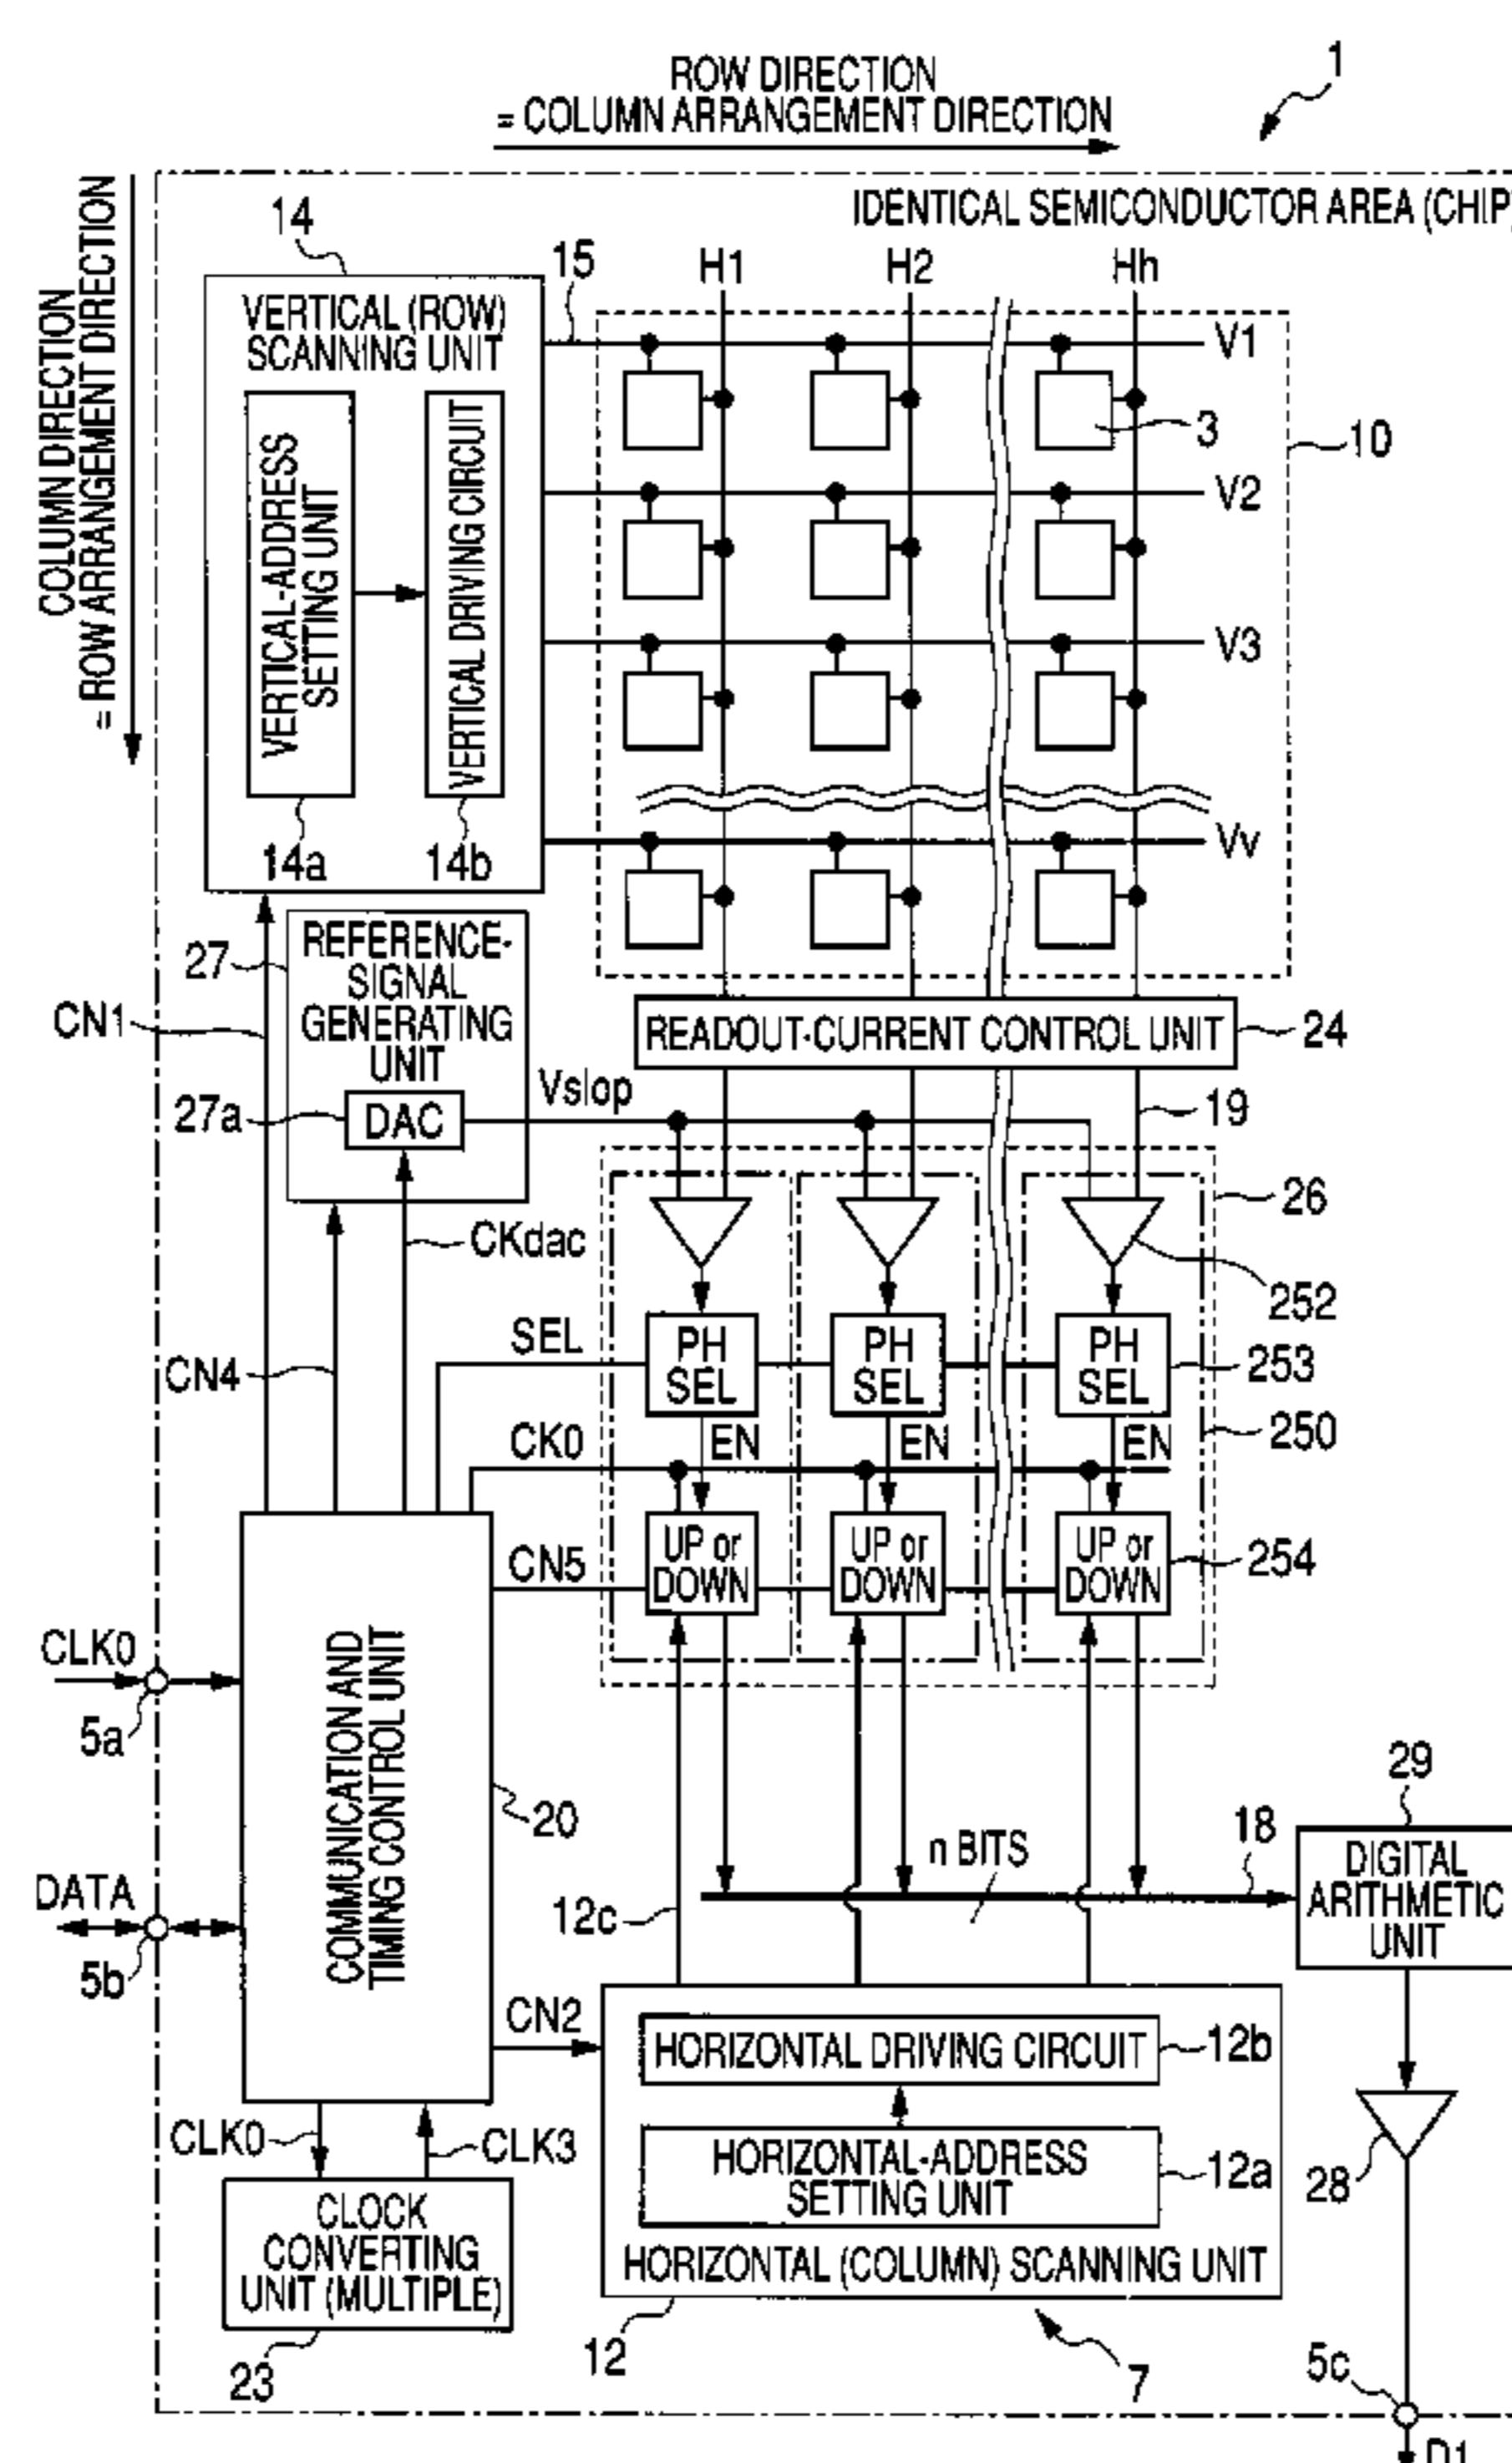 1
ROW DIRECTION
= COLUMN ARRANGEMENT DIRECTION
COLUMN DIRECTION
= ROW ARRANGEMENT DIRECTION
IDENTICAL SEMICONDUCTOR AREA (CHIP)
14
15
H1
H2
Hh
VERTICAL (ROW)
SCANNING UNIT
VERTICAL-ADDRESS
SETTING UNIT
VERTICAL DRIVING CIRCUIT
14a
14b
V1
3
10
V2
V3
Vv
27
REFERENCE-
SIGNAL
GENERATING
UNIT
CN1
READOUT-CURRENT CONTROL UNIT
24
27a
DAC
Vslop
19
26
CKdac
252
SEL
PH
SEL
PH
SEL
PH
SEL
253
CN4
CK0
EN
EN
EN
250
CN5
UP or
DOWN
UP or
DOWN
UP or
DOWN
254
CLK0
5a
COMMUNICATION AND
TIMING CONTROL UNIT
20
DATA
5b
12c
n BITS
18
29
DIGITAL
ARITHMETIC
UNIT
CN2
HORIZONTAL DRIVING CIRCUIT
12b
CLK0
CLK3
HORIZONTAL-ADDRESS
SETTING UNIT
12a
28
CLOCK
CONVERTING
UNIT (MULTIPLE)
HORIZONTAL (COLUMN) SCANNING UNIT
23
12
7
5c
D1